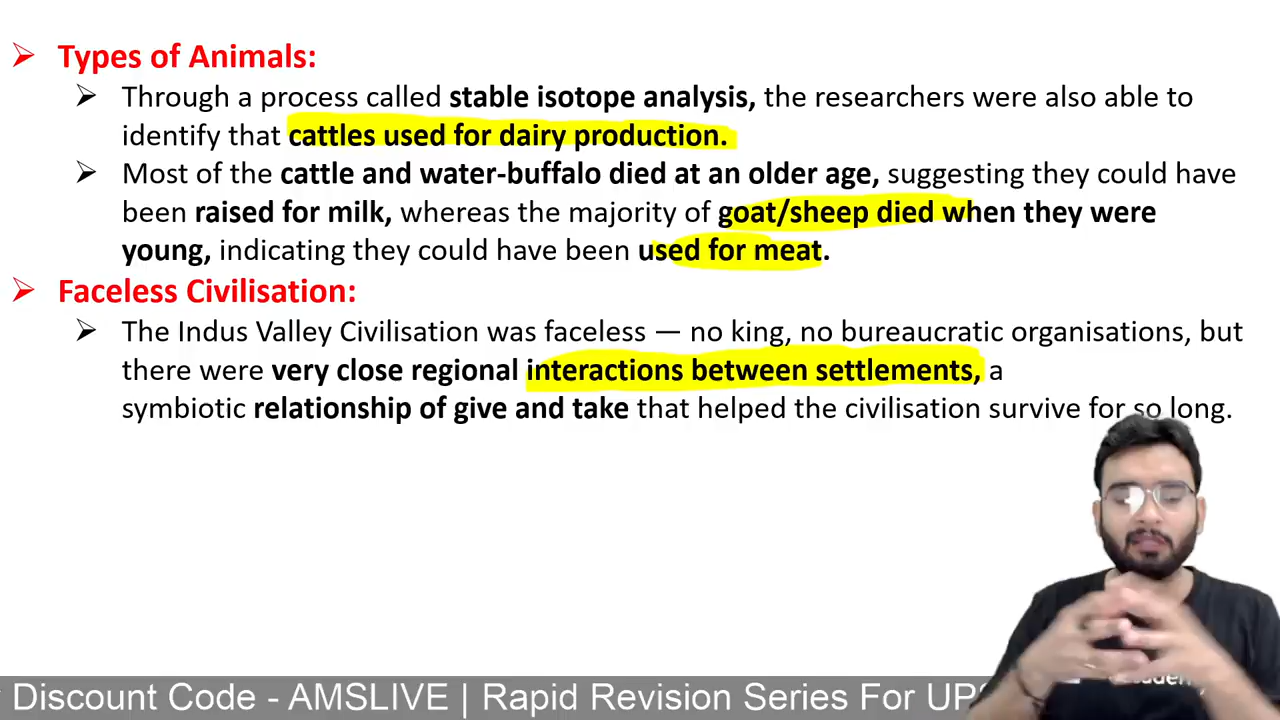 Types of Animals:
Through a process called stable isotope analysis, the researchers were also able to
identify that cattles used for dairy production.
Most of the cattle and water-buffalo died at an older age, suggesting they could have
been raised for milk, whereas the majority of goat/sheep died when they were
young, indicating they could have been used for meat.
Faceless Civilisation:
The Indus Valley Civilisation was faceless — no king, no bureaucratic organisations, but
there were very close regional interactions between settlements, a
symbiotic relationship of give and take that helped the civilisation survive for so long.
Discount Code - AMSLIVE | Rapid Revision Series For